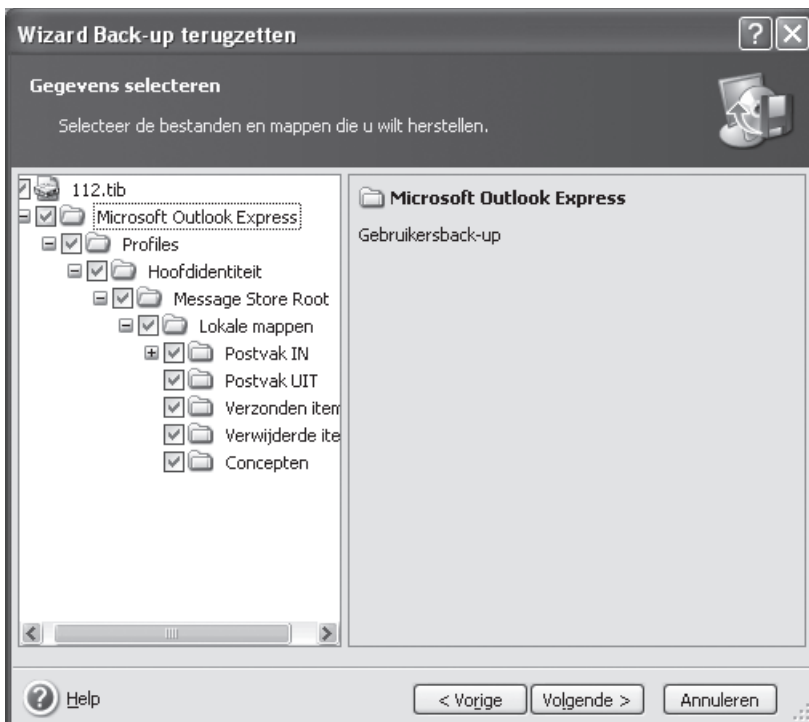 Wizard Back-up terugzetten
Gegevens selecteren
Selecteer de bestanden en mappen die u wilt herstellen.
112.tib
Microsoft Outlook Express
Profiles
Hoofdidentiteit
Message Store Root
Lokale mappen
Postvak IN
Postvak UIT
Verzonden item
Verwijderde ite
Concepten
Microsoft Outlook Express
Gebruikersback-up
Help
< Vorige
Volgende >
Annuleren